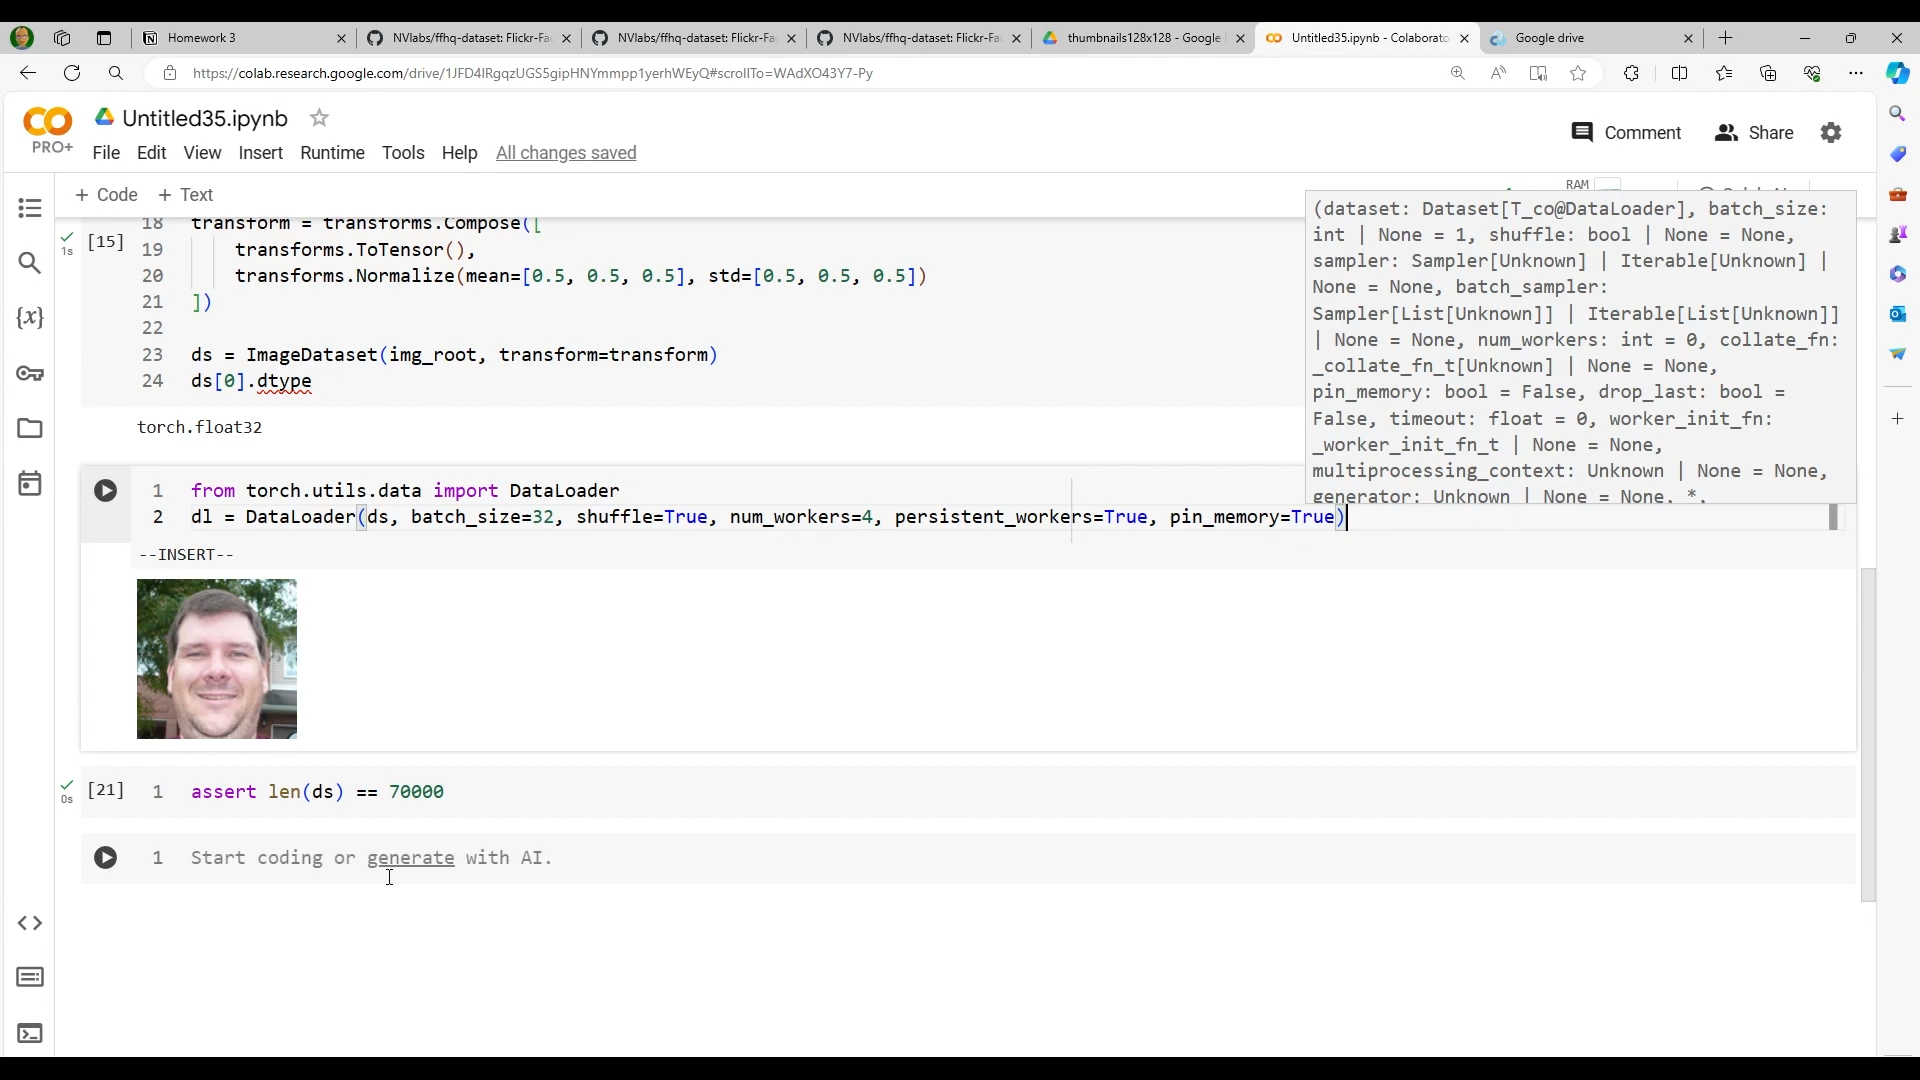 Homework 3
NVlabs/ffhq-dataset: Flickr-Fac
NVlabs/ffhq-dataset: Flickr-Fac
NVlabs/ffhq-dataset: Flickr-Fac
thumbnails128x128 - Google
Untitled35.ipynb - Colaborato
Google drive
https://colab.research.google.com/drive/1JFD4lRgqzUGS5gipHNYmmpp1yerhWEyQ#scrollTo=WAdXO43Y7-Py
Untitled35.ipynb
PRO+
File Edit View Insert Runtime Tools Help All changes saved
Comment
Share
+ Code + Text
RAM
18 transform = transforms.Compose([
[15] 19 transforms.ToTensor(),
1s
20 transforms.Normalize(mean=[0.5, 0.5, 0.5], std=[0.5, 0.5, 0.5])
21 ])
22
23 ds = ImageDataset(img_root, transform=transform)
24 ds[0].dtype
torch.float32
(dataset: Dataset[T_co@DataLoader], batch_size:
int | None = 1, shuffle: bool | None = None,
sampler: Sampler[Unknown] | Iterable[Unknown] |
None = None, batch_sampler:
Sampler[List[Unknown]] | Iterable[List[Unknown]]
| None = None, num_workers: int = 0, collate_fn:
_collate_fn_t[Unknown] | None = None,
pin_memory: bool = False, drop_last: bool =
False, timeout: float = 0, worker_init_fn:
_worker_init_fn_t | None = None,
multiprocessing_context: Unknown | None = None,
generator: Unknown | None = None, *,
1 from torch.utils.data import DataLoader
2 dl = DataLoader(ds, batch_size=32, shuffle=True, num_workers=4, persistent_workers=True, pin_memory=True)
--INSERT--
[21] 1 assert len(ds) == 70000
0s
1 Start coding or generate with AI.